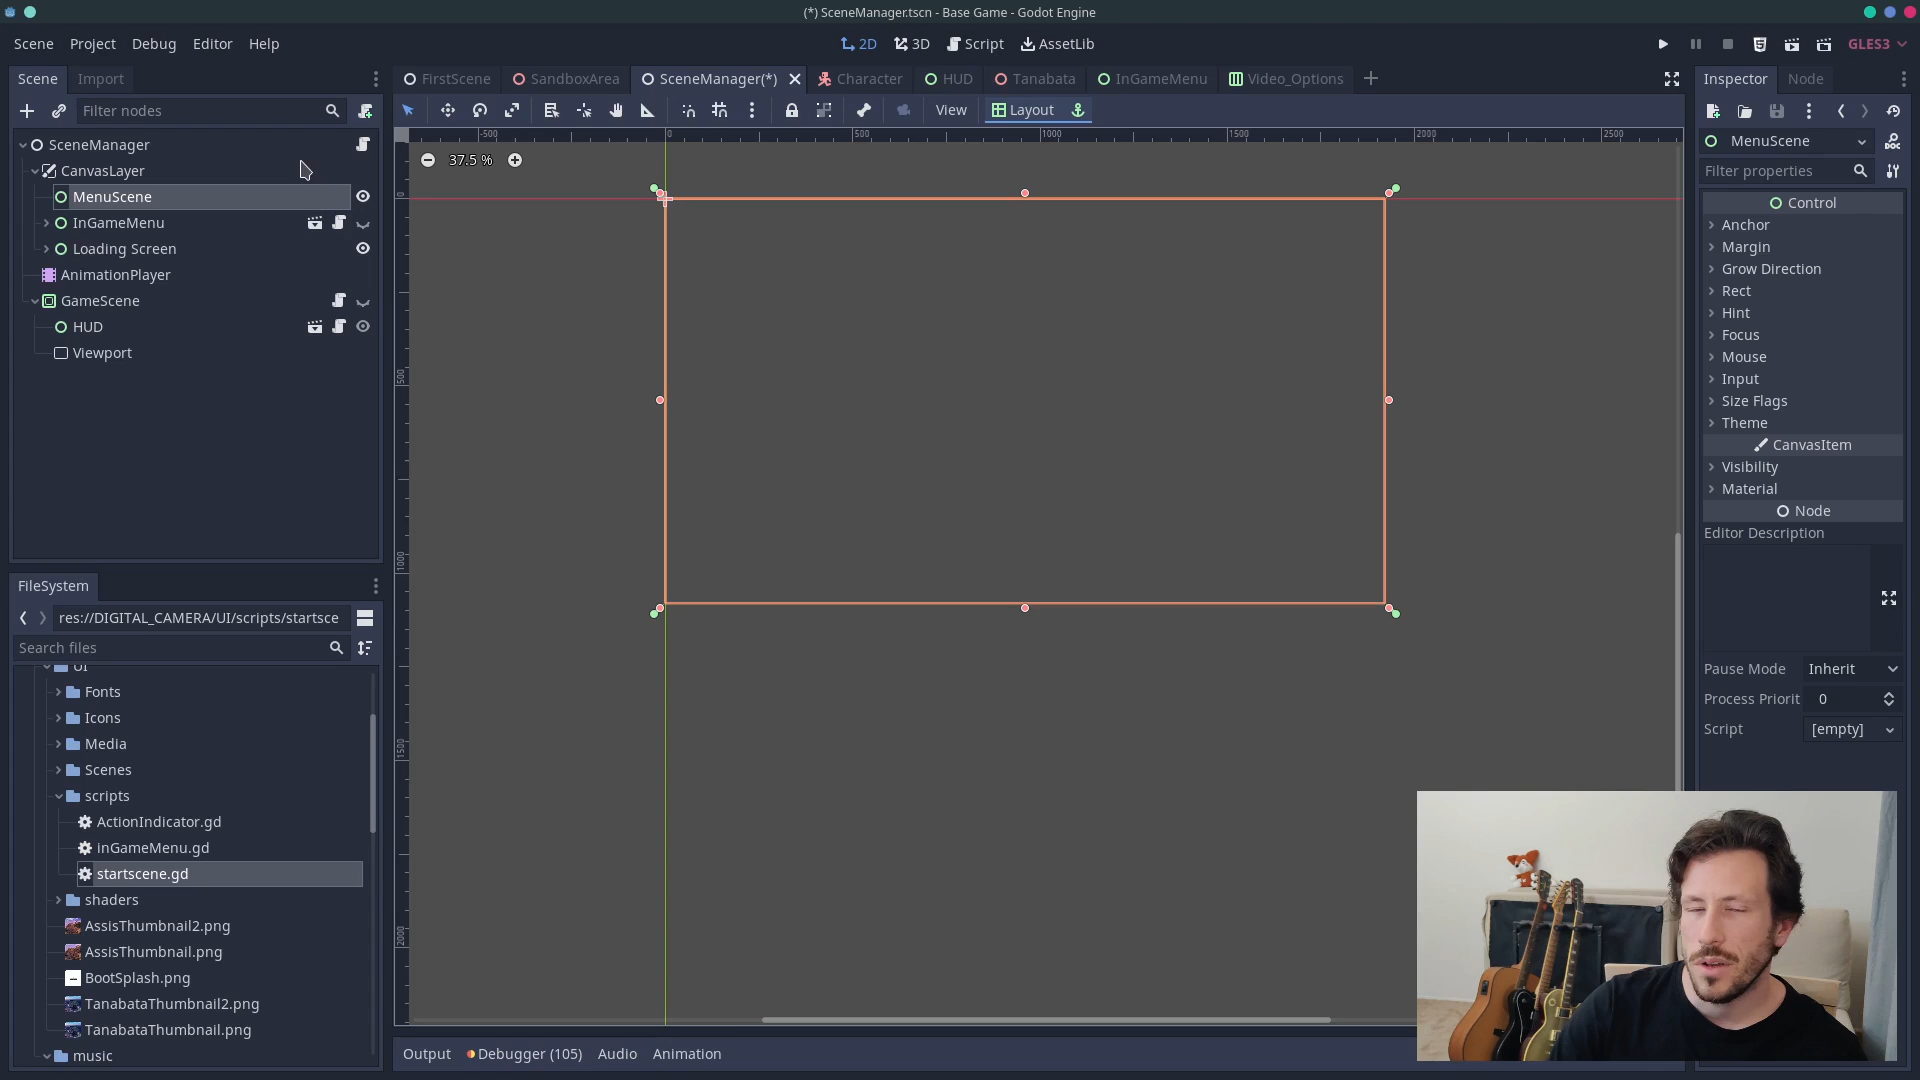 (*) SceneManager.tscn - Base Game - Godot Engine
Scene Project Debug Editor Help
2D 3D Script AssetLib
GLES3
Scene Import
FirstScene SandboxArea SceneManager(*) Character HUD Tanabata InGameMenu Video_Options
Inspector Node
Filter nodes
View Layout
-500 0 500 1000 1500 2000 2500
37.5 %
0
500
1000
1500
2000
SceneManager
CanvasLayer
MenuScene
InGameMenu
Loading Screen
AnimationPlayer
GameScene
HUD
Viewport
FileSystem
res://DIGITAL_CAMERA/UI/scripts/startsce
Search files
UI
Fonts
Icons
Media
Scenes
scripts
ActionIndicator.gd
inGameMenu.gd
startscene.gd
shaders
AssisThumbnail2.png
AssisThumbnail.png
BootSplash.png
TanabataThumbnail2.png
TanabataThumbnail.png
music
Output Debugger (105) Audio Animation
MenuScene
Filter properties
Control
Anchor
Margin
Grow Direction
Rect
Hint
Focus
Mouse
Input
Size Flags
Theme
CanvasItem
Visibility
Material
Node
Editor Description
Pause Mode Inherit
Process Priorit 0
Script [empty]